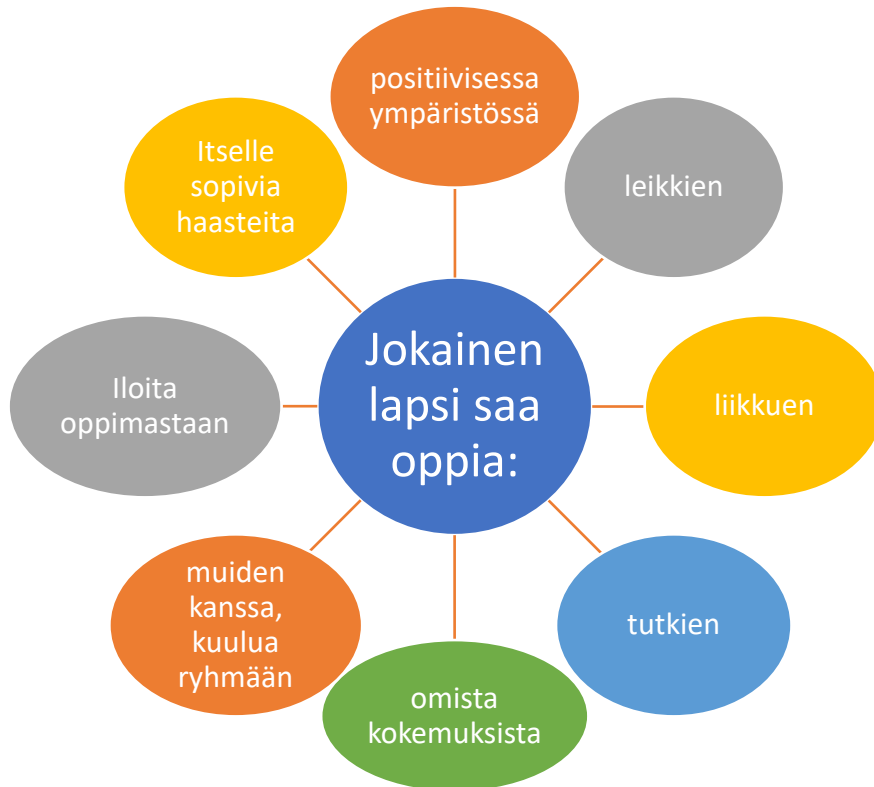 Jokainen
lapsi saa
oppia:
positiivisessa
ympäristössä
leikkien
liikkuen
tutkien
omista
kokemuksista
muiden
kanssa,
kuulua
ryhmään
Iloita
oppimastaan
Itselle
sopivia
haasteita